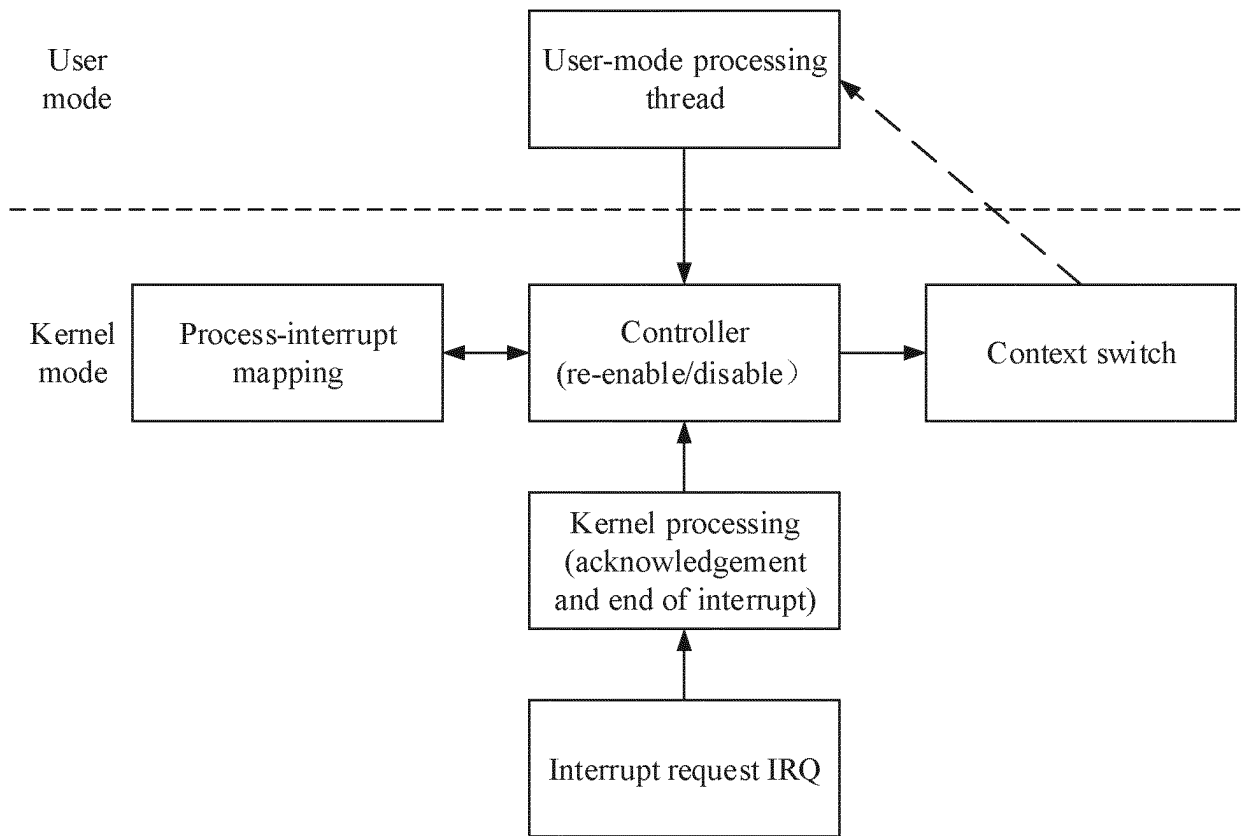 User
mode
User-mode processing
thread
Kernel
mode
Process-interrupt
mapping
Controller
(re-enable/disable）
Context switch
Kernel processing
(acknowledgement
and end of interrupt)
Interrupt request IRQ